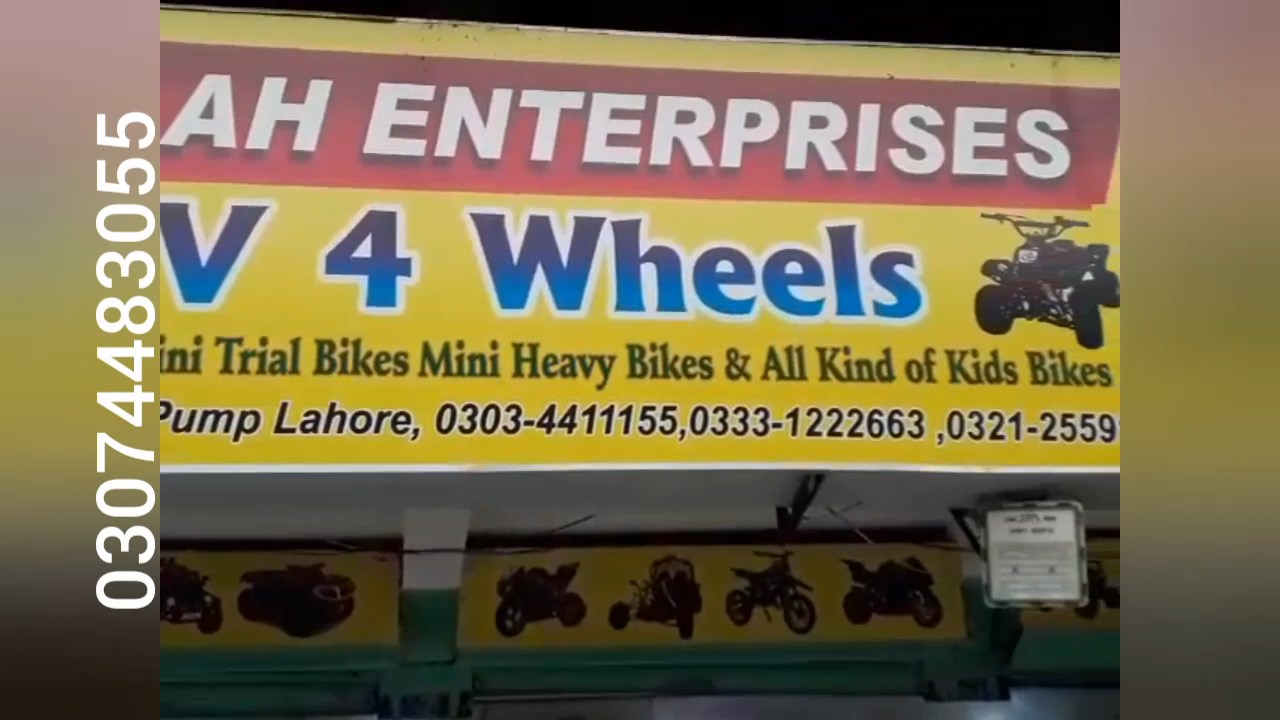 03074483055
AH ENTERPRISES
V 4 Wheels
ini Trial Bikes Mini Heavy Bikes & All Kind of Kids Bikes
Pump Lahore, 0303-4411155,0333-1222663 ,0321-2559